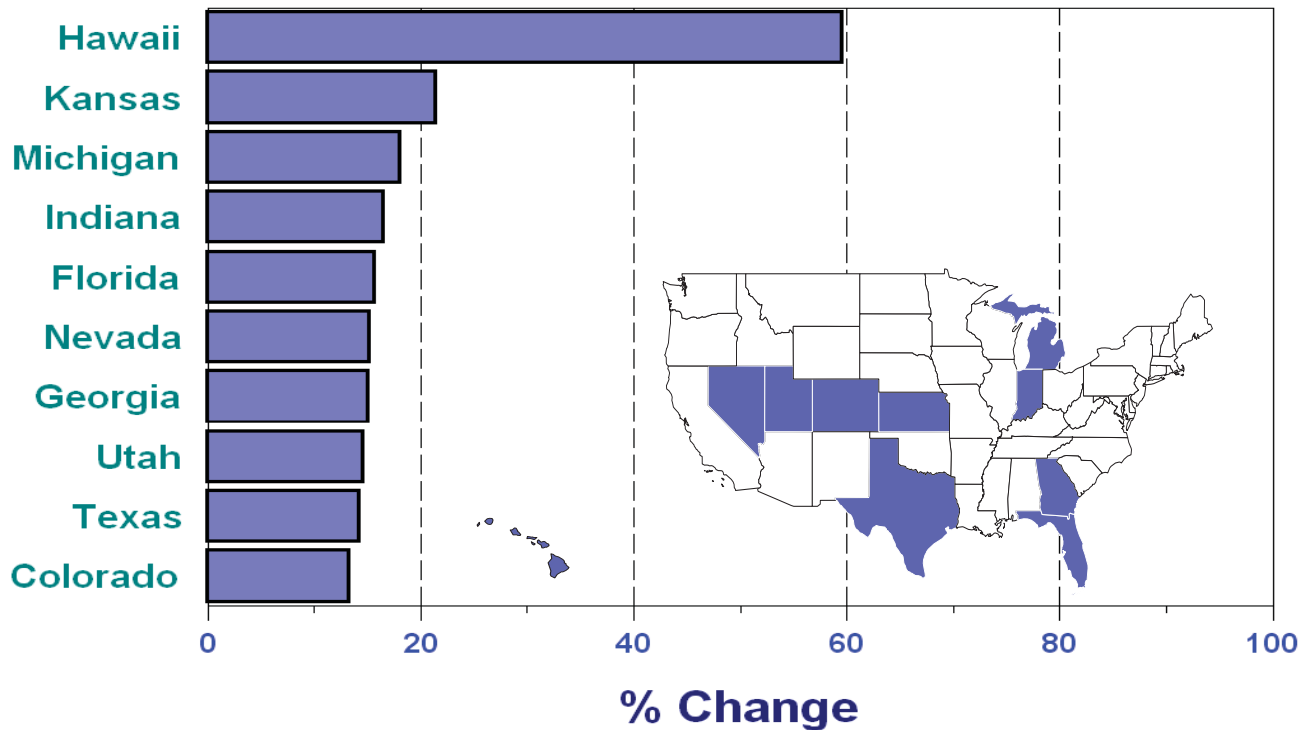 Hawaii
Kansas
Michigan
Indiana
Florida
Nevada
Georgia
Utah
Texas
Colorado
0 20 40 60 80 100
% Change